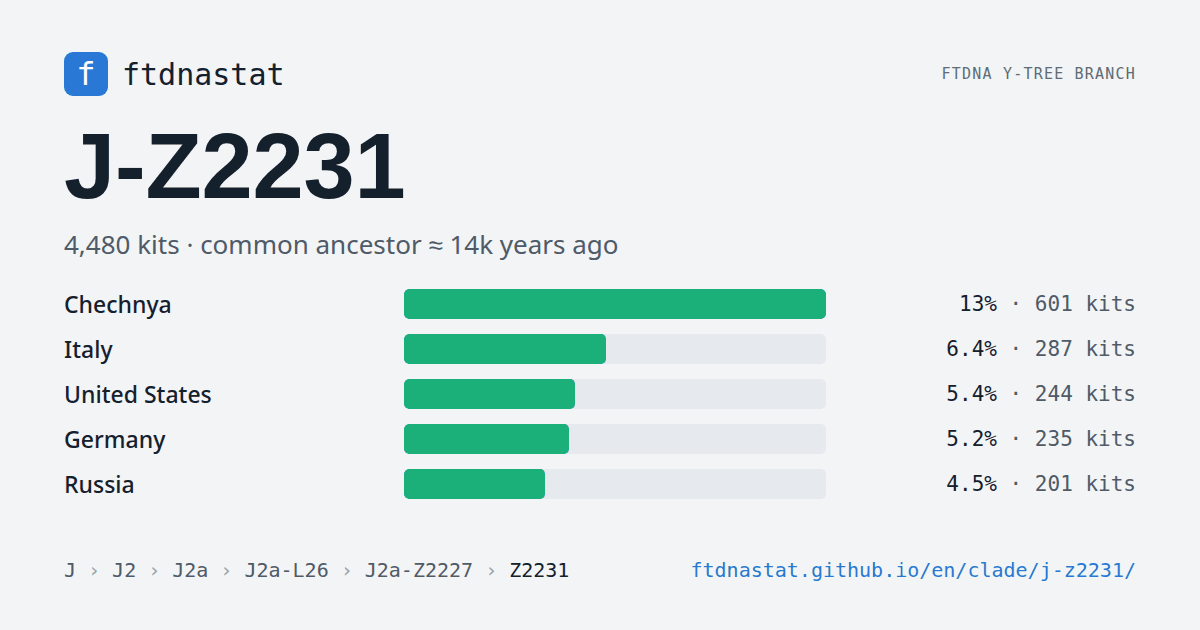 f ftdnastat
FTDNA Y-TREE BRANCH
J-Z2231
4,480 kits · common ancestor ≈ 14k years ago
Chechnya 13% · 601 kits
Italy 6.4% · 287 kits
United States 5.4% · 244 kits
Germany 5.2% · 235 kits
Russia 4.5% · 201 kits
J › J2 › J2a › J2a-L26 › J2a-Z2227 › Z2231
ftdnastat.github.io/en/clade/j-z2231/